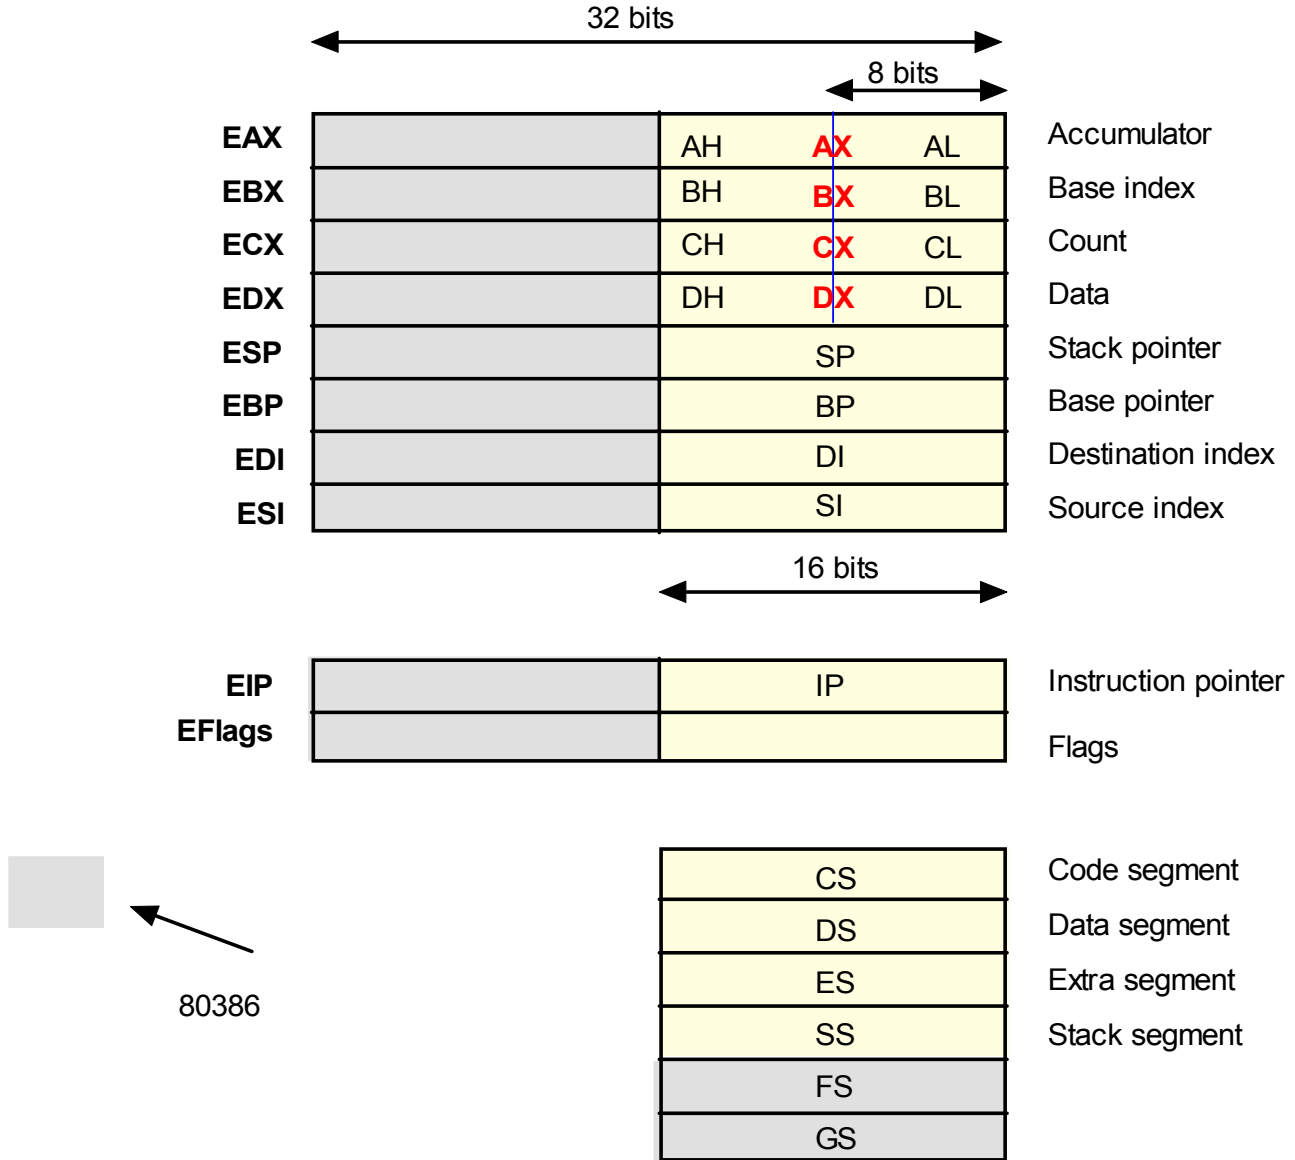 32 bits
8 bits
EAX AH AX AL Accumulator
EBX BH BX BL Base index
ECX CH CX CL Count
EDX DH DX DL Data
ESP SP Stack pointer
EBP BP Base pointer
EDI DI Destination index
ESI SI Source index
16 bits
EIP IP Instruction pointer
EFlags Flags
CS Code segment
DS Data segment
ES Extra segment
80386 SS Stack segment
FS
GS